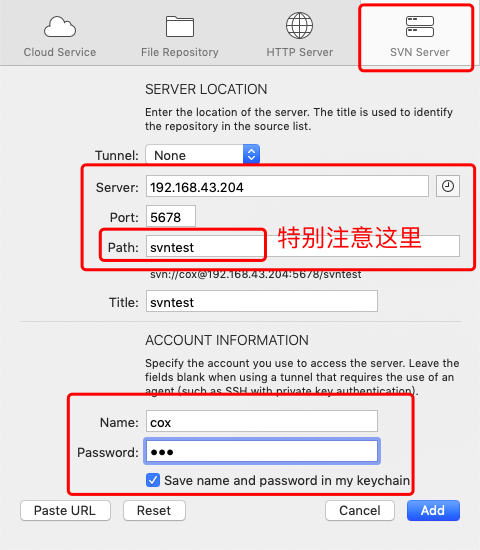 Cloud Service
File Repository
HTTP Server
SVN Server
SERVER LOCATION
Enter the location of the server. The title is used to identify
the repository in the source list.
Tunnel: None
Server: 192.168.43.204
Port: 5678
Path: svntest 特别注意这里
svn://cox@192.168.43.204:5678/svntest
Title: svntest
ACCOUNT INFORMATION
Specify the account you use to access the server. Leave the
fields blank when using a tunnel that requires the use of an
agent (such as SSH with private key authentication).
Name: cox
Password: ●●●
Save name and password in my keychain
Paste URL
Reset
Cancel
Add